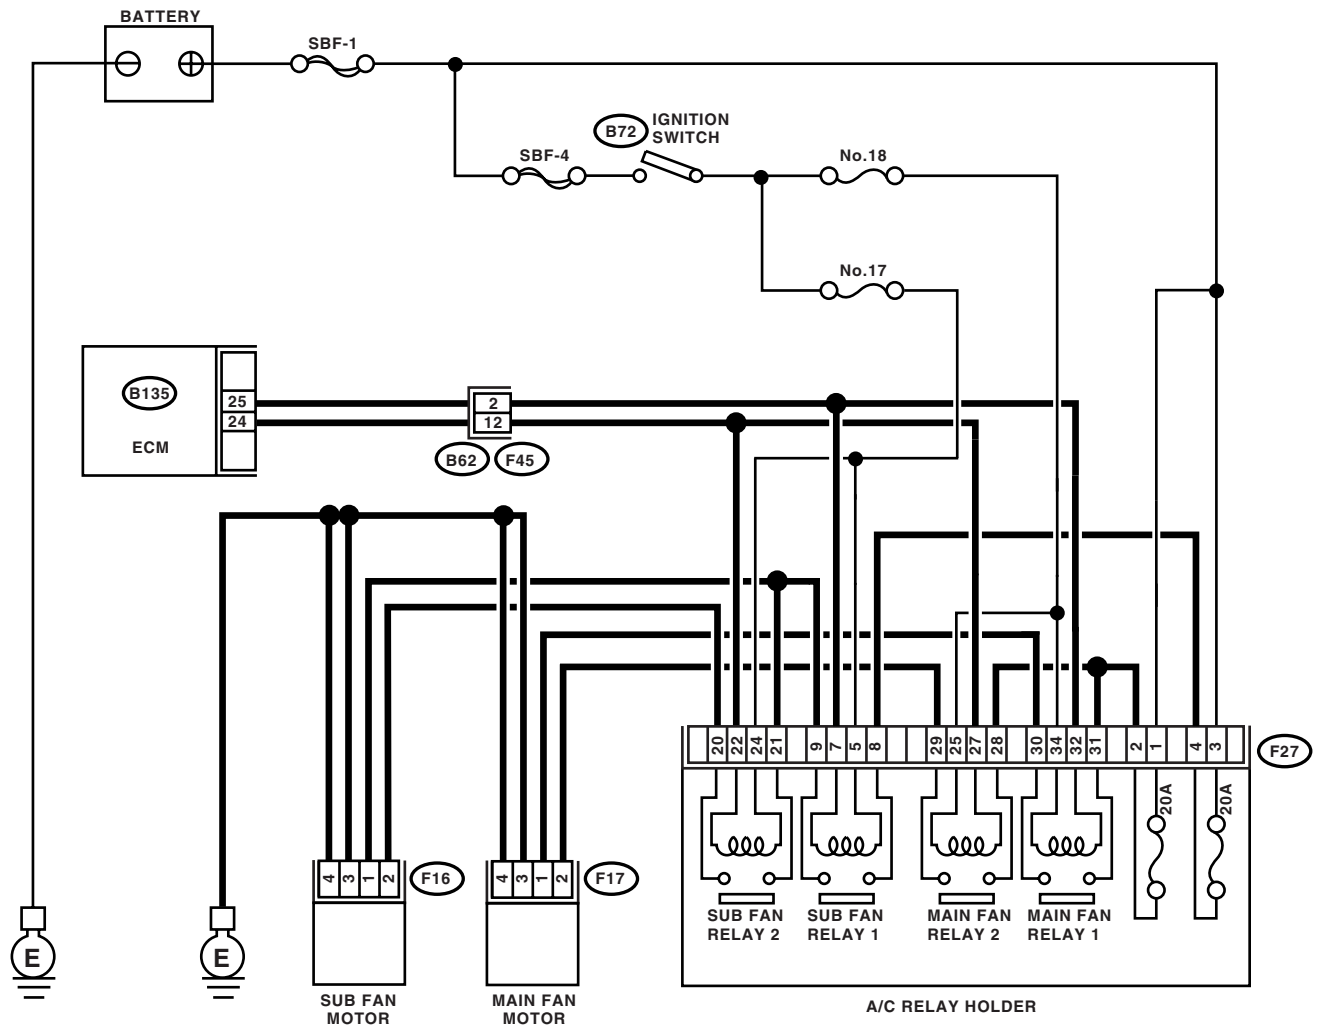 BATTERY
SBF-1
B72
IGNITION
SWITCH
SBF-4
No.18
No.17
B135
25
24
ECM
2
12
B62
F45
20
22
24
21
9
7
5
8
29
25
27
28
30
34
32
31
2
1
4
3
F27
20A
20A
4
3
1
2
F16
4
3
1
2
F17
SUB FAN
RELAY 2
SUB FAN
RELAY 1
MAIN FAN
RELAY 2
MAIN FAN
RELAY 1
E
E
SUB FAN
MOTOR
MAIN FAN
MOTOR
A/C RELAY HOLDER